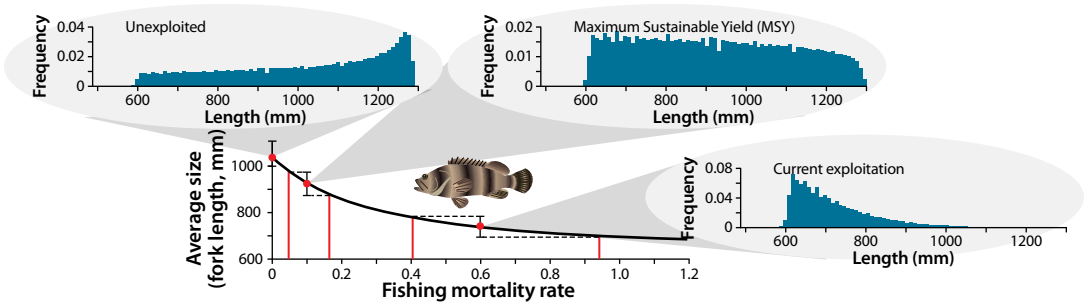 Unexploited
Frequency
0.04
0.02
0
600
800
1000
1200
Length (mm)
Maximum Sustainable Yield (MSY)
Frequency
0.02
0.01
0
600
800
1000
1200
Length (mm)
Current exploitation
Frequency
0.08
0.04
0
600
800
1000
1200
Length (mm)
Average size
(fork length, mm)
1000
800
600
0
0.2
0.4
0.6
0.8
1.0
1.2
Fishing mortality rate